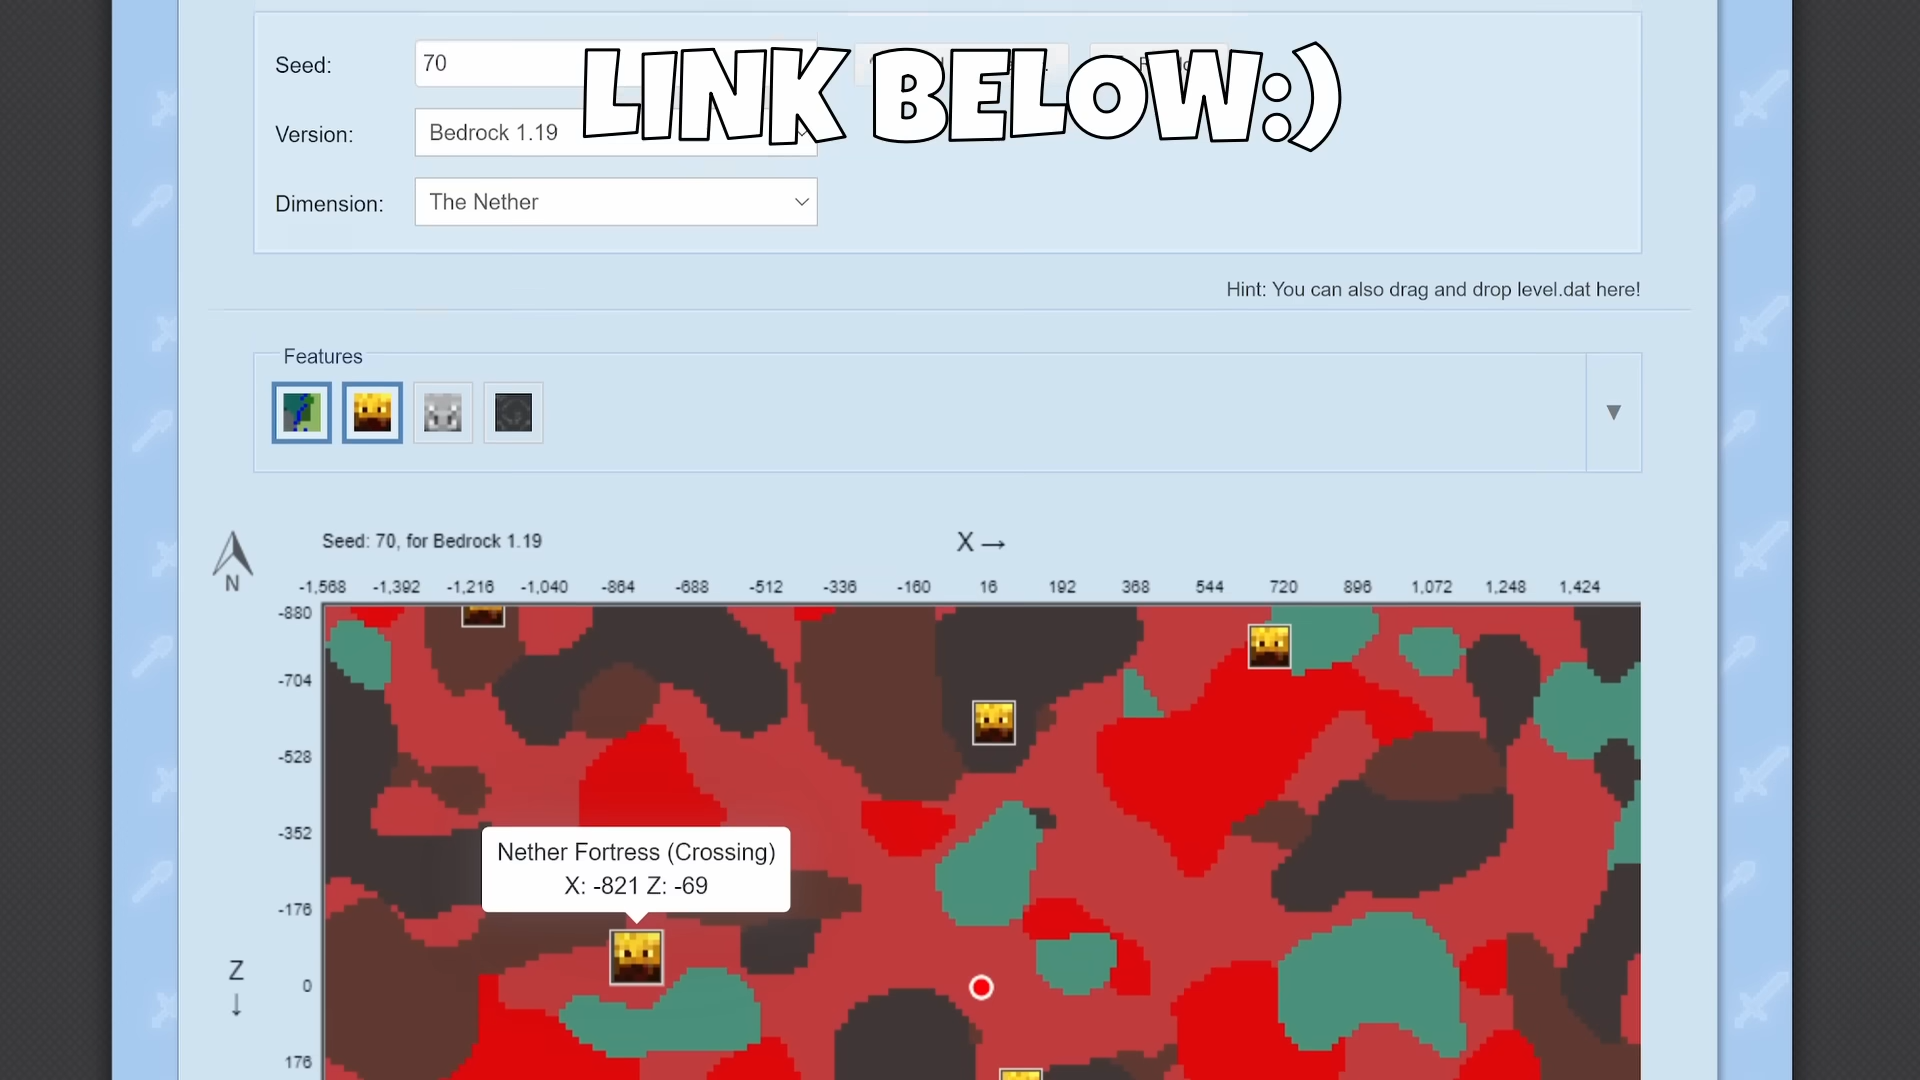 LINK BELOW:)
Seed: 70
Version: Bedrock 1.19
Dimension: The Nether
Hint: You can also drag and drop level.dat here!
Features
▼
Seed: 70, for Bedrock 1.19
X →
N
-1,568 -1,392 -1,216 -1,040 -864 -688 -512 -336 -160 16 192 368 544 720 896 1,072 1,248 1,424
-880
-704
-528
-352
Nether Fortress (Crossing)
X: -821 Z: -69
-176
Z
↓
0
176